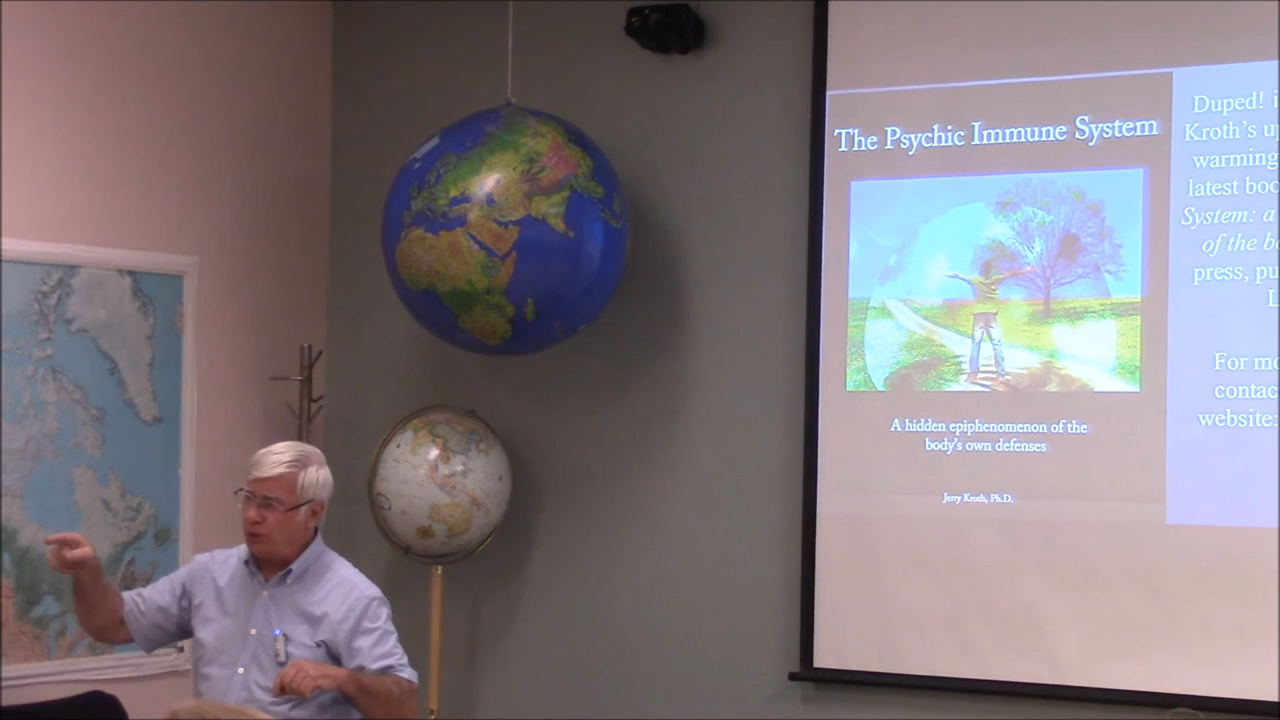 The Psychic Immune System
A hidden epiphenomenon of the
body's own defenses
Jerry Kroth, Ph.D.
Duped! i
Kroth's u
warming
latest boo
System: a
of the b
press, pu
L
For mo
contac
website: